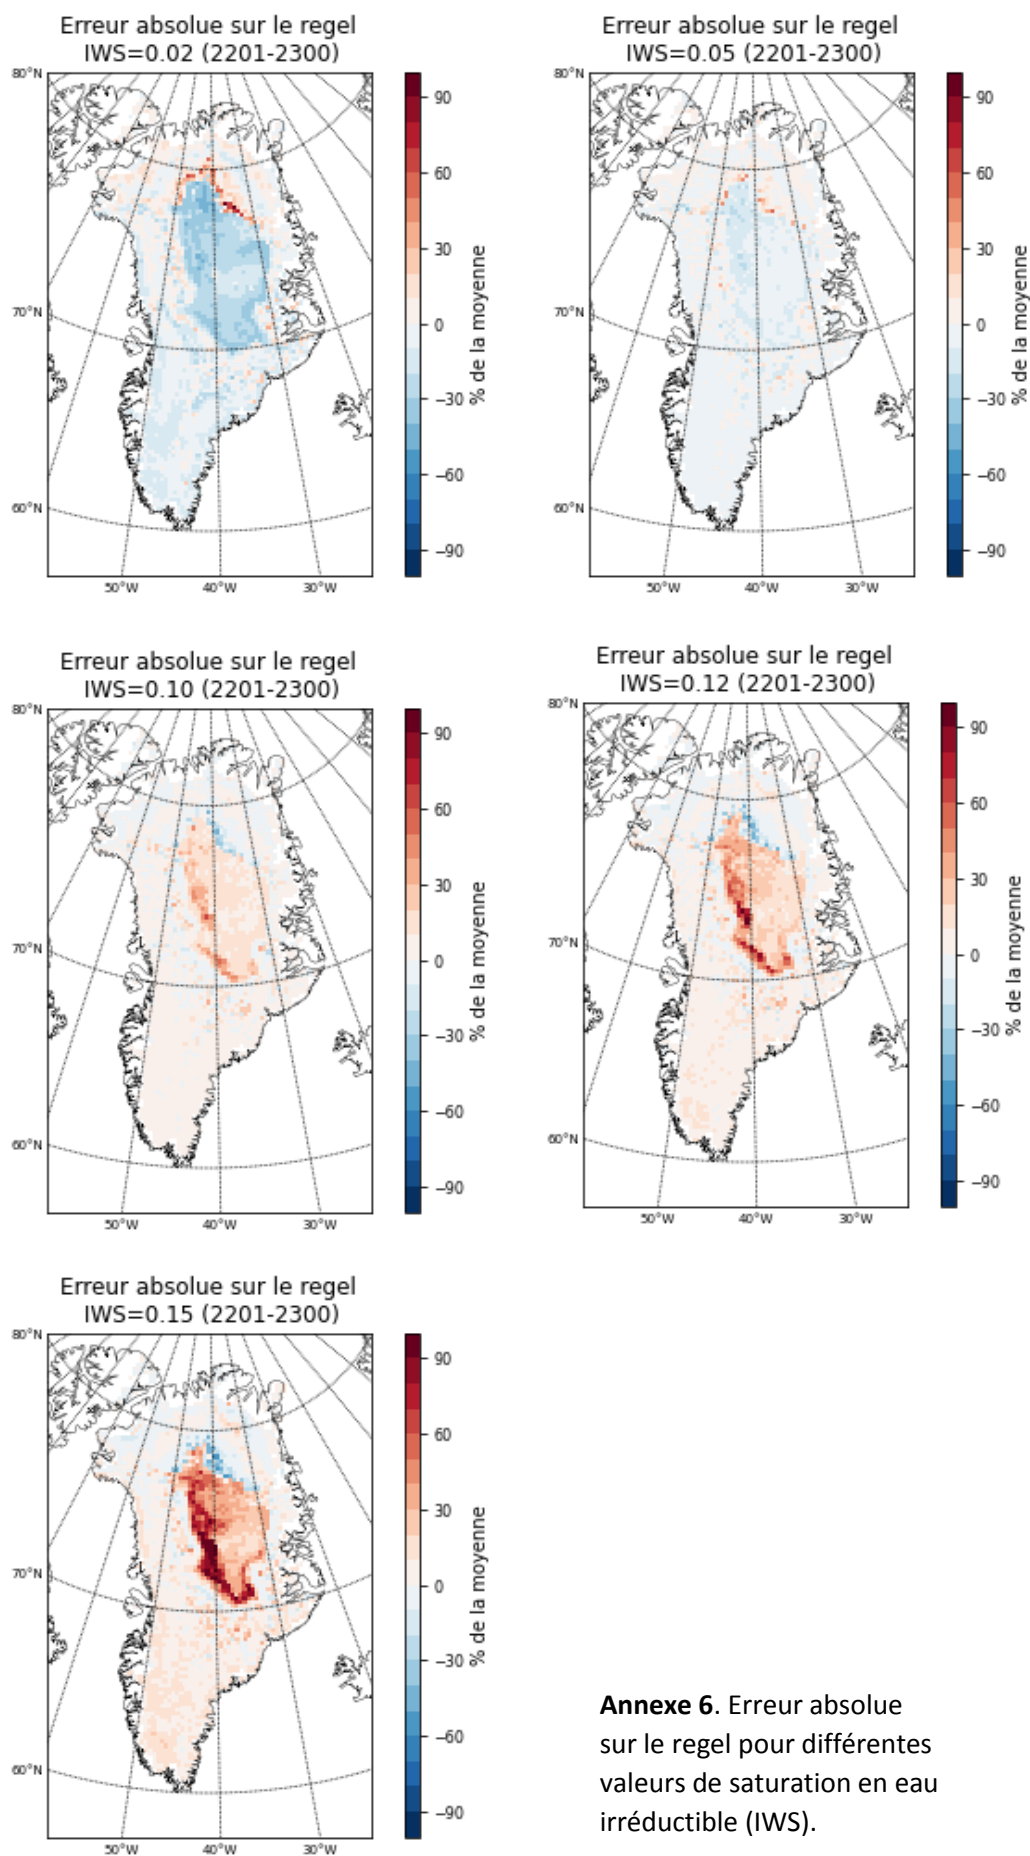 Erreur absolue sur le regel
IWS=0.02 (2201-2300)
80°N
70°N
60°N
50°W
40°W
30°W
90
60
30
0
−30
−60
−90
% de la moyenne
Erreur absolue sur le regel
IWS=0.05 (2201-2300)
80°N
70°N
60°N
50°W
40°W
30°W
90
60
30
0
−30
−60
−90
% de la moyenne
Erreur absolue sur le regel
IWS=0.10 (2201-2300)
80°N
70°N
60°N
50°W
40°W
30°W
90
60
30
0
−30
−60
−90
% de la moyenne
Erreur absolue sur le regel
IWS=0.12 (2201-2300)
80°N
70°N
60°N
50°W
40°W
30°W
90
60
30
0
−30
−60
−90
% de la moyenne
Erreur absolue sur le regel
IWS=0.15 (2201-2300)
80°N
70°N
60°N
50°W
40°W
30°W
90
60
30
0
−30
−60
−90
% de la moyenne
Annexe 6. Erreur absolue
sur le regel pour différentes
valeurs de saturation en eau
irréductible (IWS).